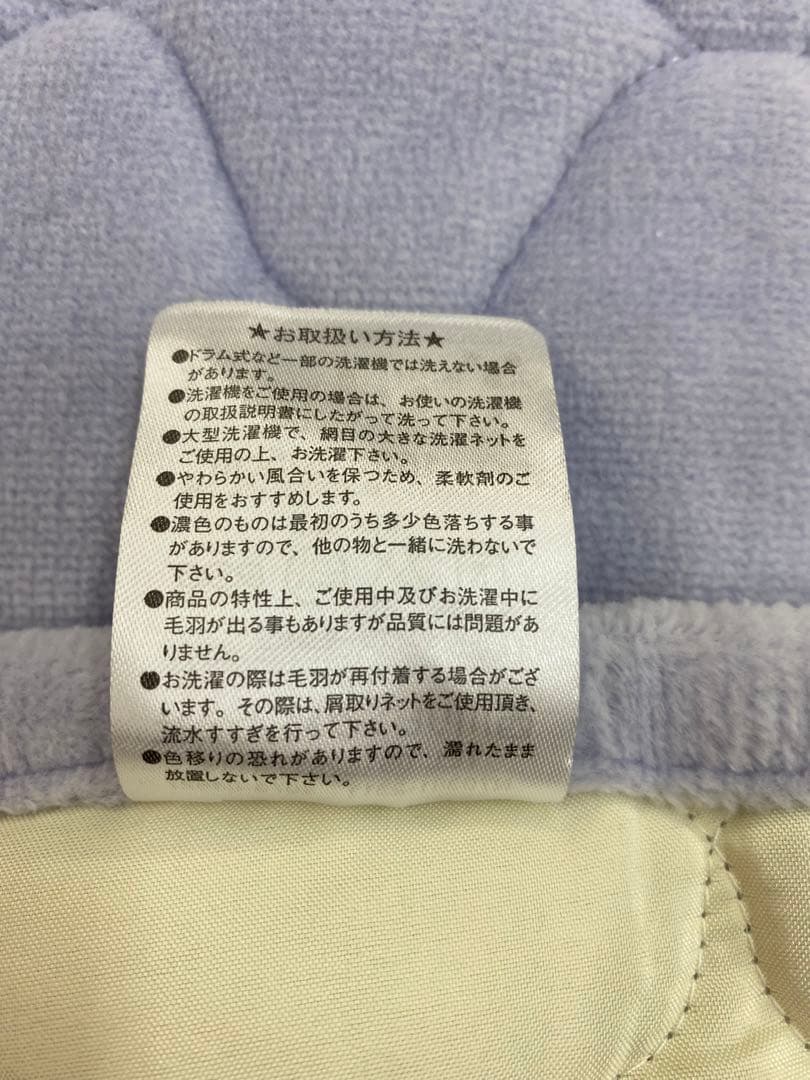 ★お取扱い方法★
●ドラム式など一部の洗濯機では洗えない場合
があります。
●洗濯機をご使用の場合は、お使いの洗濯機
の取扱説明書にしたがって洗って下さい。
●大型洗濯機で、網目の大きな洗濯ネットを
ご使用の上、お洗濯下さい。
●やわらかい風合いを保つため、柔軟剤のご
使用をおすすめします。
●濃色のものは最初のうち多少色落ちする事
がありますので、他の物と一緒に洗わないで
下さい。
●商品の特性上、ご使用中及びお洗濯中に
毛羽が出る事もありますが品質には問題があ
りません。
●お洗濯の際は毛羽が再付着する場合がござ
います。その際は、屑取りネットをご使用頂き、
流水すすぎを行って下さい。
●色移りの恐れがありますので、濡れたまま
放置しないで下さい。